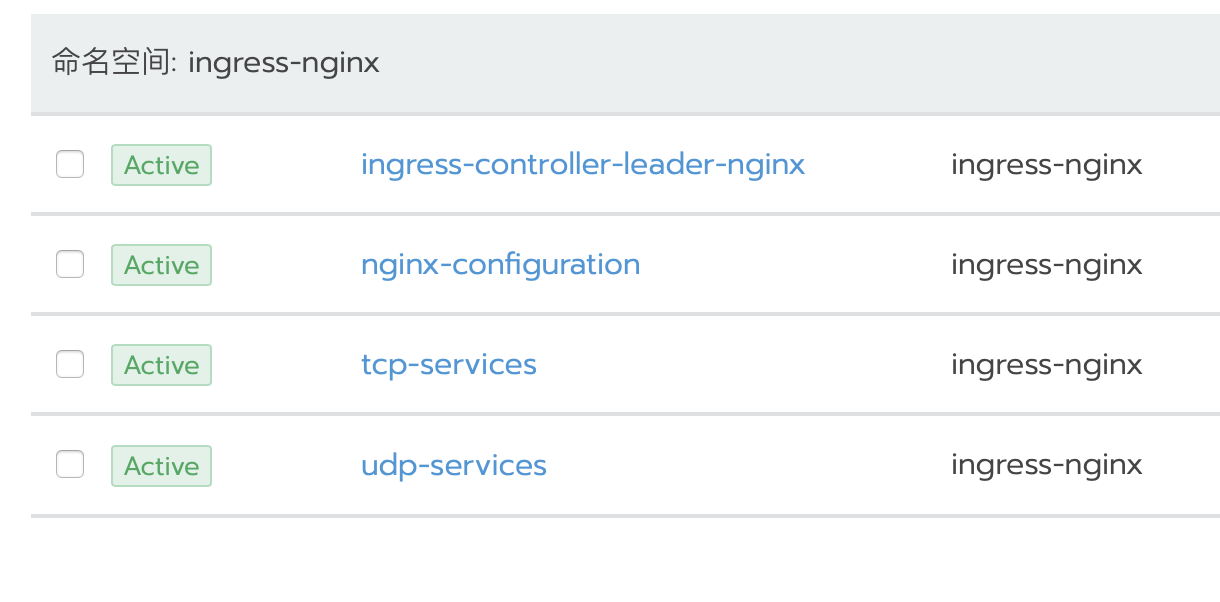 命名空间: ingress-nginx
Active ingress-controller-leader-nginx ingress-nginx
Active nginx-configuration ingress-nginx
Active tcp-services ingress-nginx
Active udp-services ingress-nginx